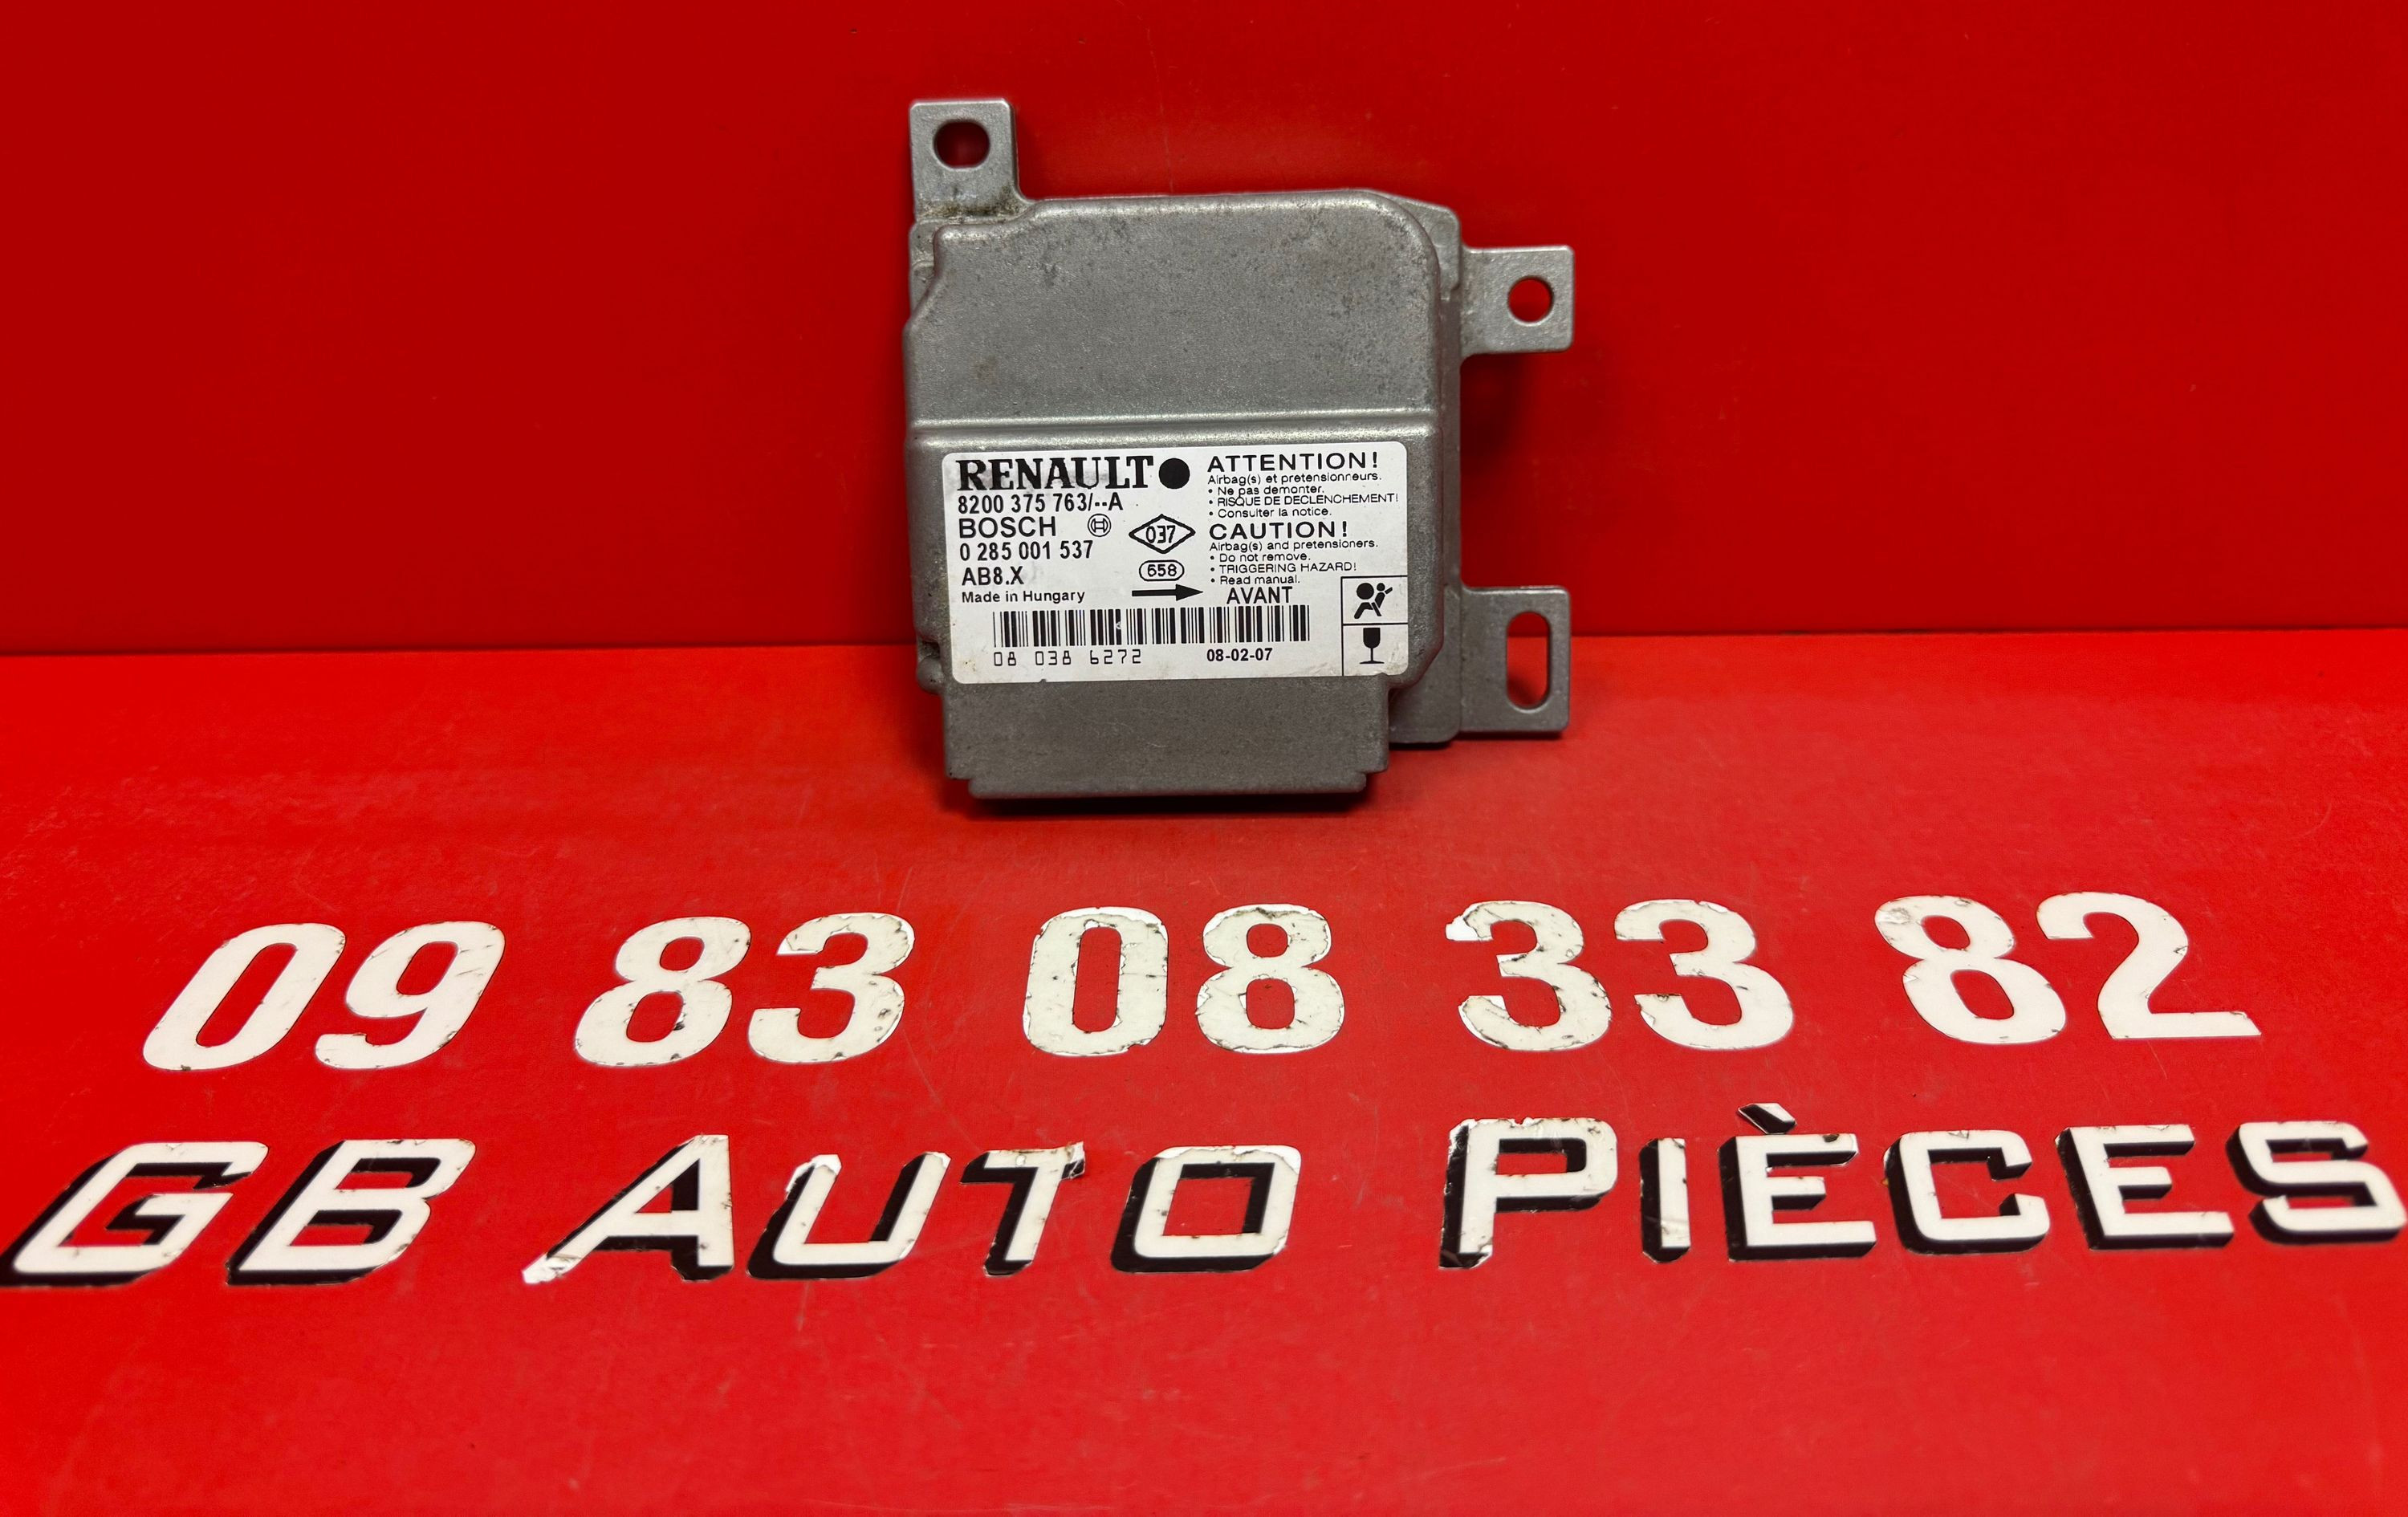 RENAULT
8200 375 763/--A
BOSCH
0 285 001 537
AB8.X
Made in Hungary
037
558
AVANT
ATTENTION!
Airbag(s) et pretensionneurs.
• Ne pas demonter.
• RISQUE DE DECLENCHEMENT!
• Consulter la notice.
CAUTION!
Airbag(s) and pretensioners.
• Do not remove.
• TRIGGERING HAZARD!
• Read manual.
08 038 6272
08-02-07
09 83 08 33 82
GB AUTO PIÈCES